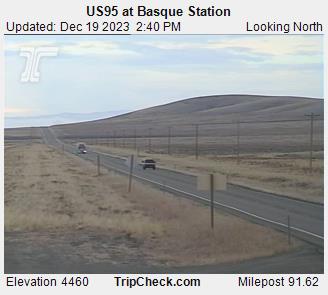 US95 at Basque Station
Updated: Dec 19 2023 2:40 PM Looking North
Elevation 4460 TripCheck.com Milepost 91.62